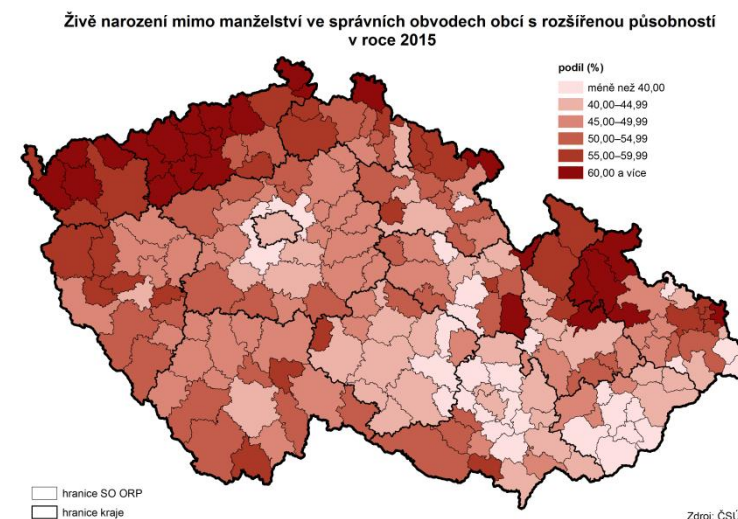 Živě narození mimo manželství ve správních obvodech obcí s rozšířenou působností
v roce 2015
podíl (%)
méně než 40,00
40,00–44,99
45,00–49,99
50,00–54,99
55,00–59,99
60,00 a více
hranice SO ORP
hranice kraje
Zdroj: ČSÚ